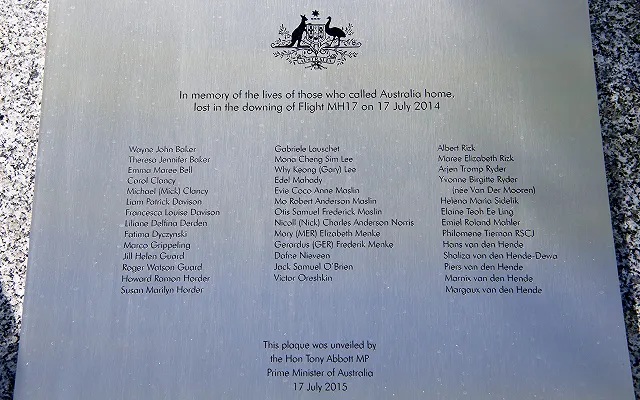 In memory of the lives of those who called Australia home,
lost in the downing of Flight MH17 on 17 July 2014
Wayne John Baker
Theresa Jennifer Baker
Emma Maree Bell
Carol Clancy
Michael (Mick) Clancy
Liam Patrick Davison
Francesca Louise Davison
Liliane Delfina Derden
Fatima Dyczynski
Marco Grippeling
Jill Helen Guard
Roger Watson Guard
Howard Ramon Horder
Susan Marilyn Horder
Gabriele Lauschet
Mona Cheng Sim Lee
Why Keong (Gary) Lee
Edel Mahady
Evie Coco Anne Maslin
Mo Robert Anderson Maslin
Otis Samuel Frederick Maslin
Nicoll (Nick) Charles Anderson Norris
Mary (MER) Elizabeth Menke
Gerardus (GER) Frederik Menke
Dafne Nieveen
Jack Samuel O'Brien
Victor Oreshkin
Albert Rizk
Maree Elizabeth Rizk
Arjen Tromp Ryder
Yvonne Birgitte Ryder
(nee Van Der Mooren)
Helena Maria Sidelik
Elaine Teoh Ee Ling
Emiel Roland Mahler
Philomene Tiernan RSCJ
Hans van den Hende
Shaliza van den Hende-Dewa
Piers van den Hende
Marnix van den Hende
Margaux van den Hende
This plaque was unveiled by
the Hon Tony Abbott MP
Prime Minister of Australia
17 July 2015